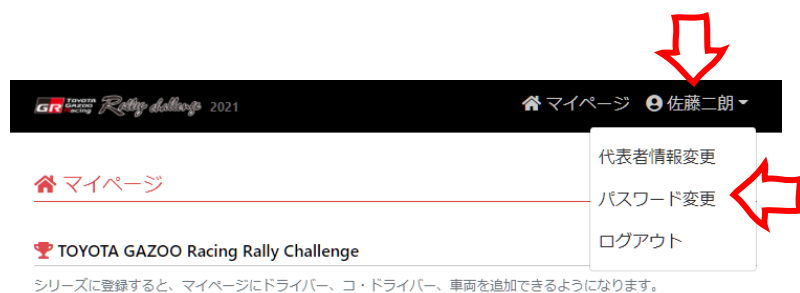 GR TOYOTA GAZOO Racing Rally challenge 2021
マイページ 佐藤二朗
代表者情報変更
マイページ
パスワード変更
ログアウト
TOYOTA GAZOO Racing Rally Challenge
シリーズに登録すると、マイページにドライバー、コ・ドライバー、車両を追加できるようになります。